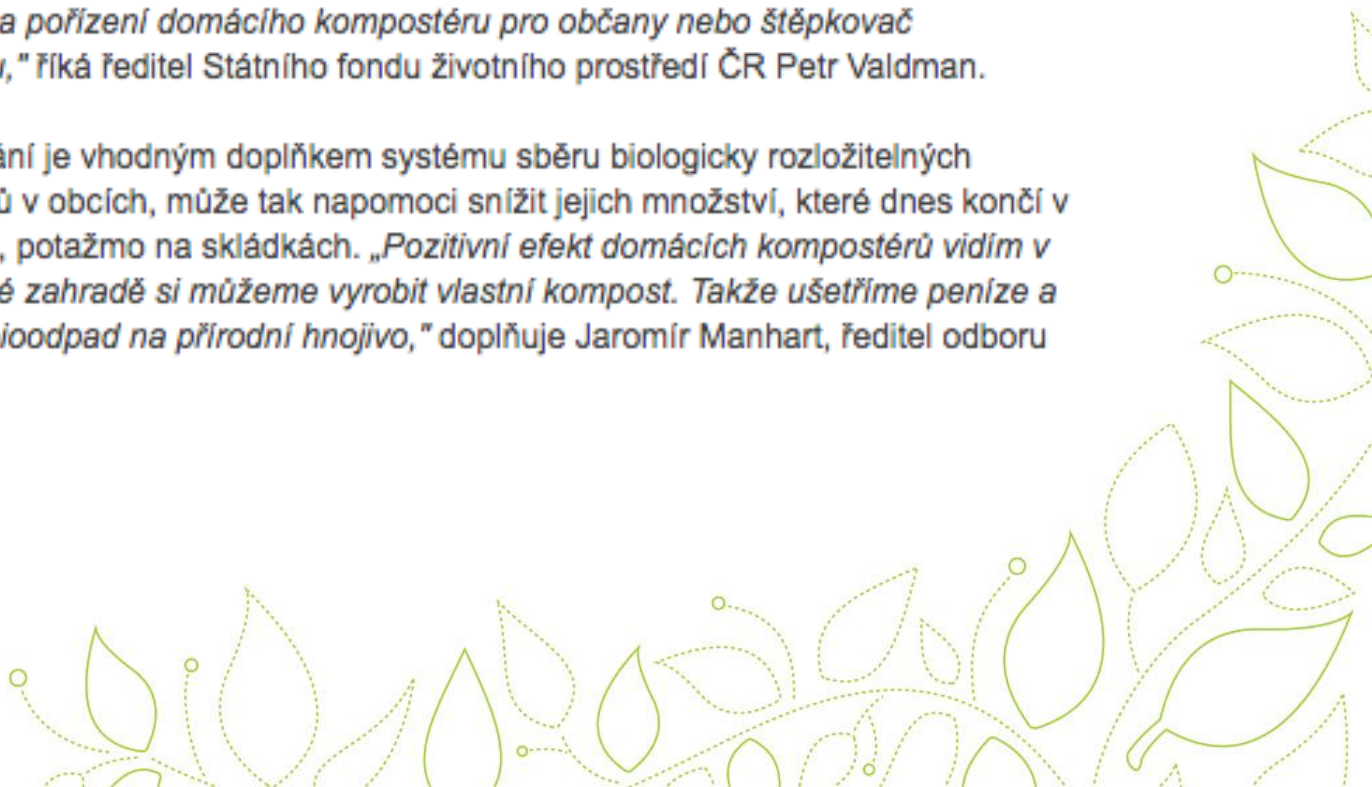 a pořízení domácího kompostéru pro občany nebo štěpkovač
," říká ředitel Státního fondu životního prostředí ČR Petr Valdman.
ání je vhodným doplňkem systému sběru biologicky rozložitelných
ů v obcích, může tak napomoci snížit jejich množství, které dnes končí v
, potažmo na skládkách. „Pozitivní efekt domácích kompostérů vidím v
é zahradě si můžeme vyrobit vlastní kompost. Takže ušetříme peníze a
bioodpad na přírodní hnojivo," doplňuje Jaromír Manhart, ředitel odboru